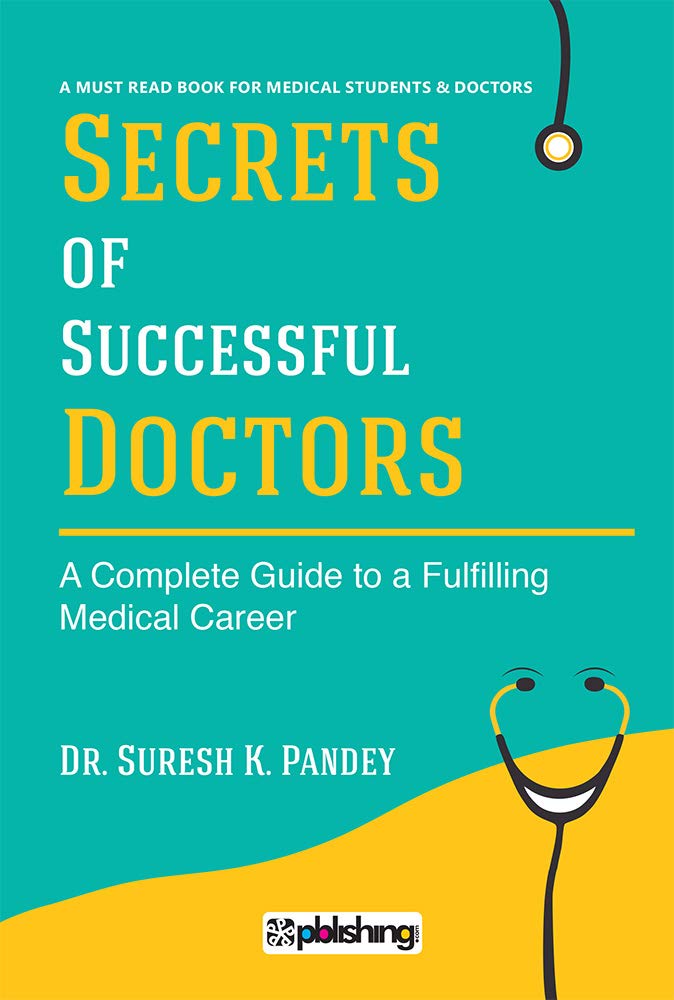 A MUST READ BOOK FOR MEDICAL STUDENTS & DOCTORS
SECRETS
OF
SUCCESSFUL
DOCTORS
A Complete Guide to a Fulfilling
Medical Career
DR. SURESH K. PANDEY
pblishing.com